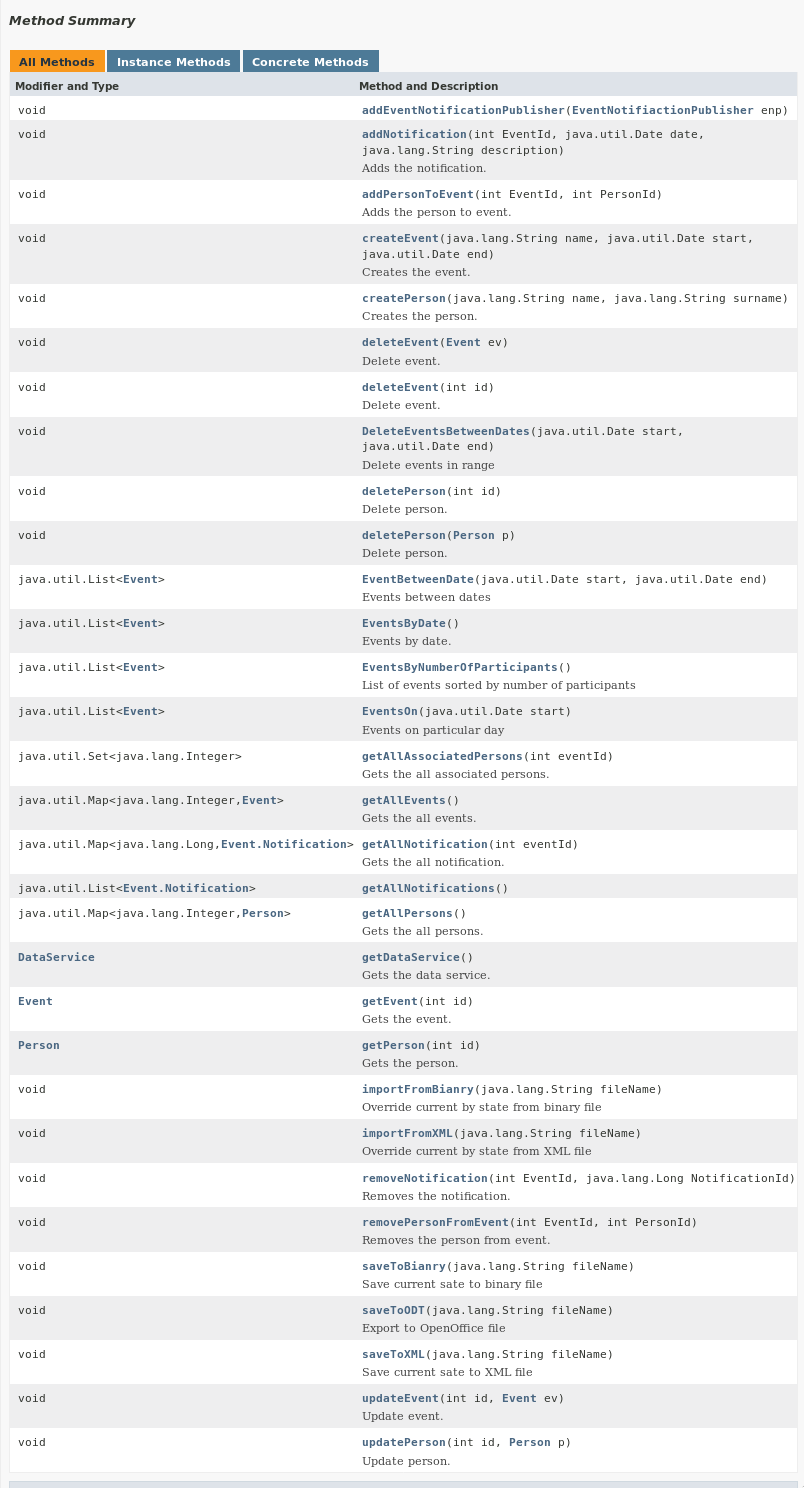 Method Summary
All Methods Instance Methods Concrete Methods
Modifier and Type Method and Description
void addEventNotificationPublisher(EventNotifiactionPublisher enp)
void addNotification(int EventId, java.util.Date date,
java.lang.String description)
Adds the notification.
void addPersonToEvent(int EventId, int PersonId)
Adds the person to event.
void createEvent(java.lang.String name, java.util.Date start,
java.util.Date end)
Creates the event.
void createPerson(java.lang.String name, java.lang.String surname)
Creates the person.
void deleteEvent(Event ev)
Delete event.
void deleteEvent(int id)
Delete event.
void DeleteEventsBetweenDates(java.util.Date start,
java.util.Date end)
Delete events in range
void deletePerson(int id)
Delete person.
void deletePerson(Person p)
Delete person.
java.util.List<Event> EventBetweenDate(java.util.Date start, java.util.Date end)
Events between dates
java.util.List<Event> EventsByDate()
Events by date.
java.util.List<Event> EventsByNumberOfParticipants()
List of events sorted by number of participants
java.util.List<Event> EventsOn(java.util.Date start)
Events on particular day
java.util.Set<java.lang.Integer> getAllAssociatedPersons(int eventId)
Gets the all associated persons.
java.util.Map<java.lang.Integer,Event> getAllEvents()
Gets the all events.
java.util.Map<java.lang.Long,Event.Notification> getAllNotification(int eventId)
Gets the all notification.
java.util.List<Event.Notification> getAllNotifications()
java.util.Map<java.lang.Integer,Person> getAllPersons()
Gets the all persons.
DataService getDataService()
Gets the data service.
Event getEvent(int id)
Gets the event.
Person getPerson(int id)
Gets the person.
void importFromBianry(java.lang.String fileName)
Override current by state from binary file
void importFromXML(java.lang.String fileName)
Override current by state from XML file
void removeNotification(int EventId, java.lang.Long NotificationId)
Removes the notification.
void removePersonFromEvent(int EventId, int PersonId)
Removes the person from event.
void saveToBianry(java.lang.String fileName)
Save current sate to binary file
void saveToODT(java.lang.String fileName)
Export to OpenOffice file
void saveToXML(java.lang.String fileName)
Save current sate to XML file
void updateEvent(int id, Event ev)
Update event.
void updatePerson(int id, Person p)
Update person.